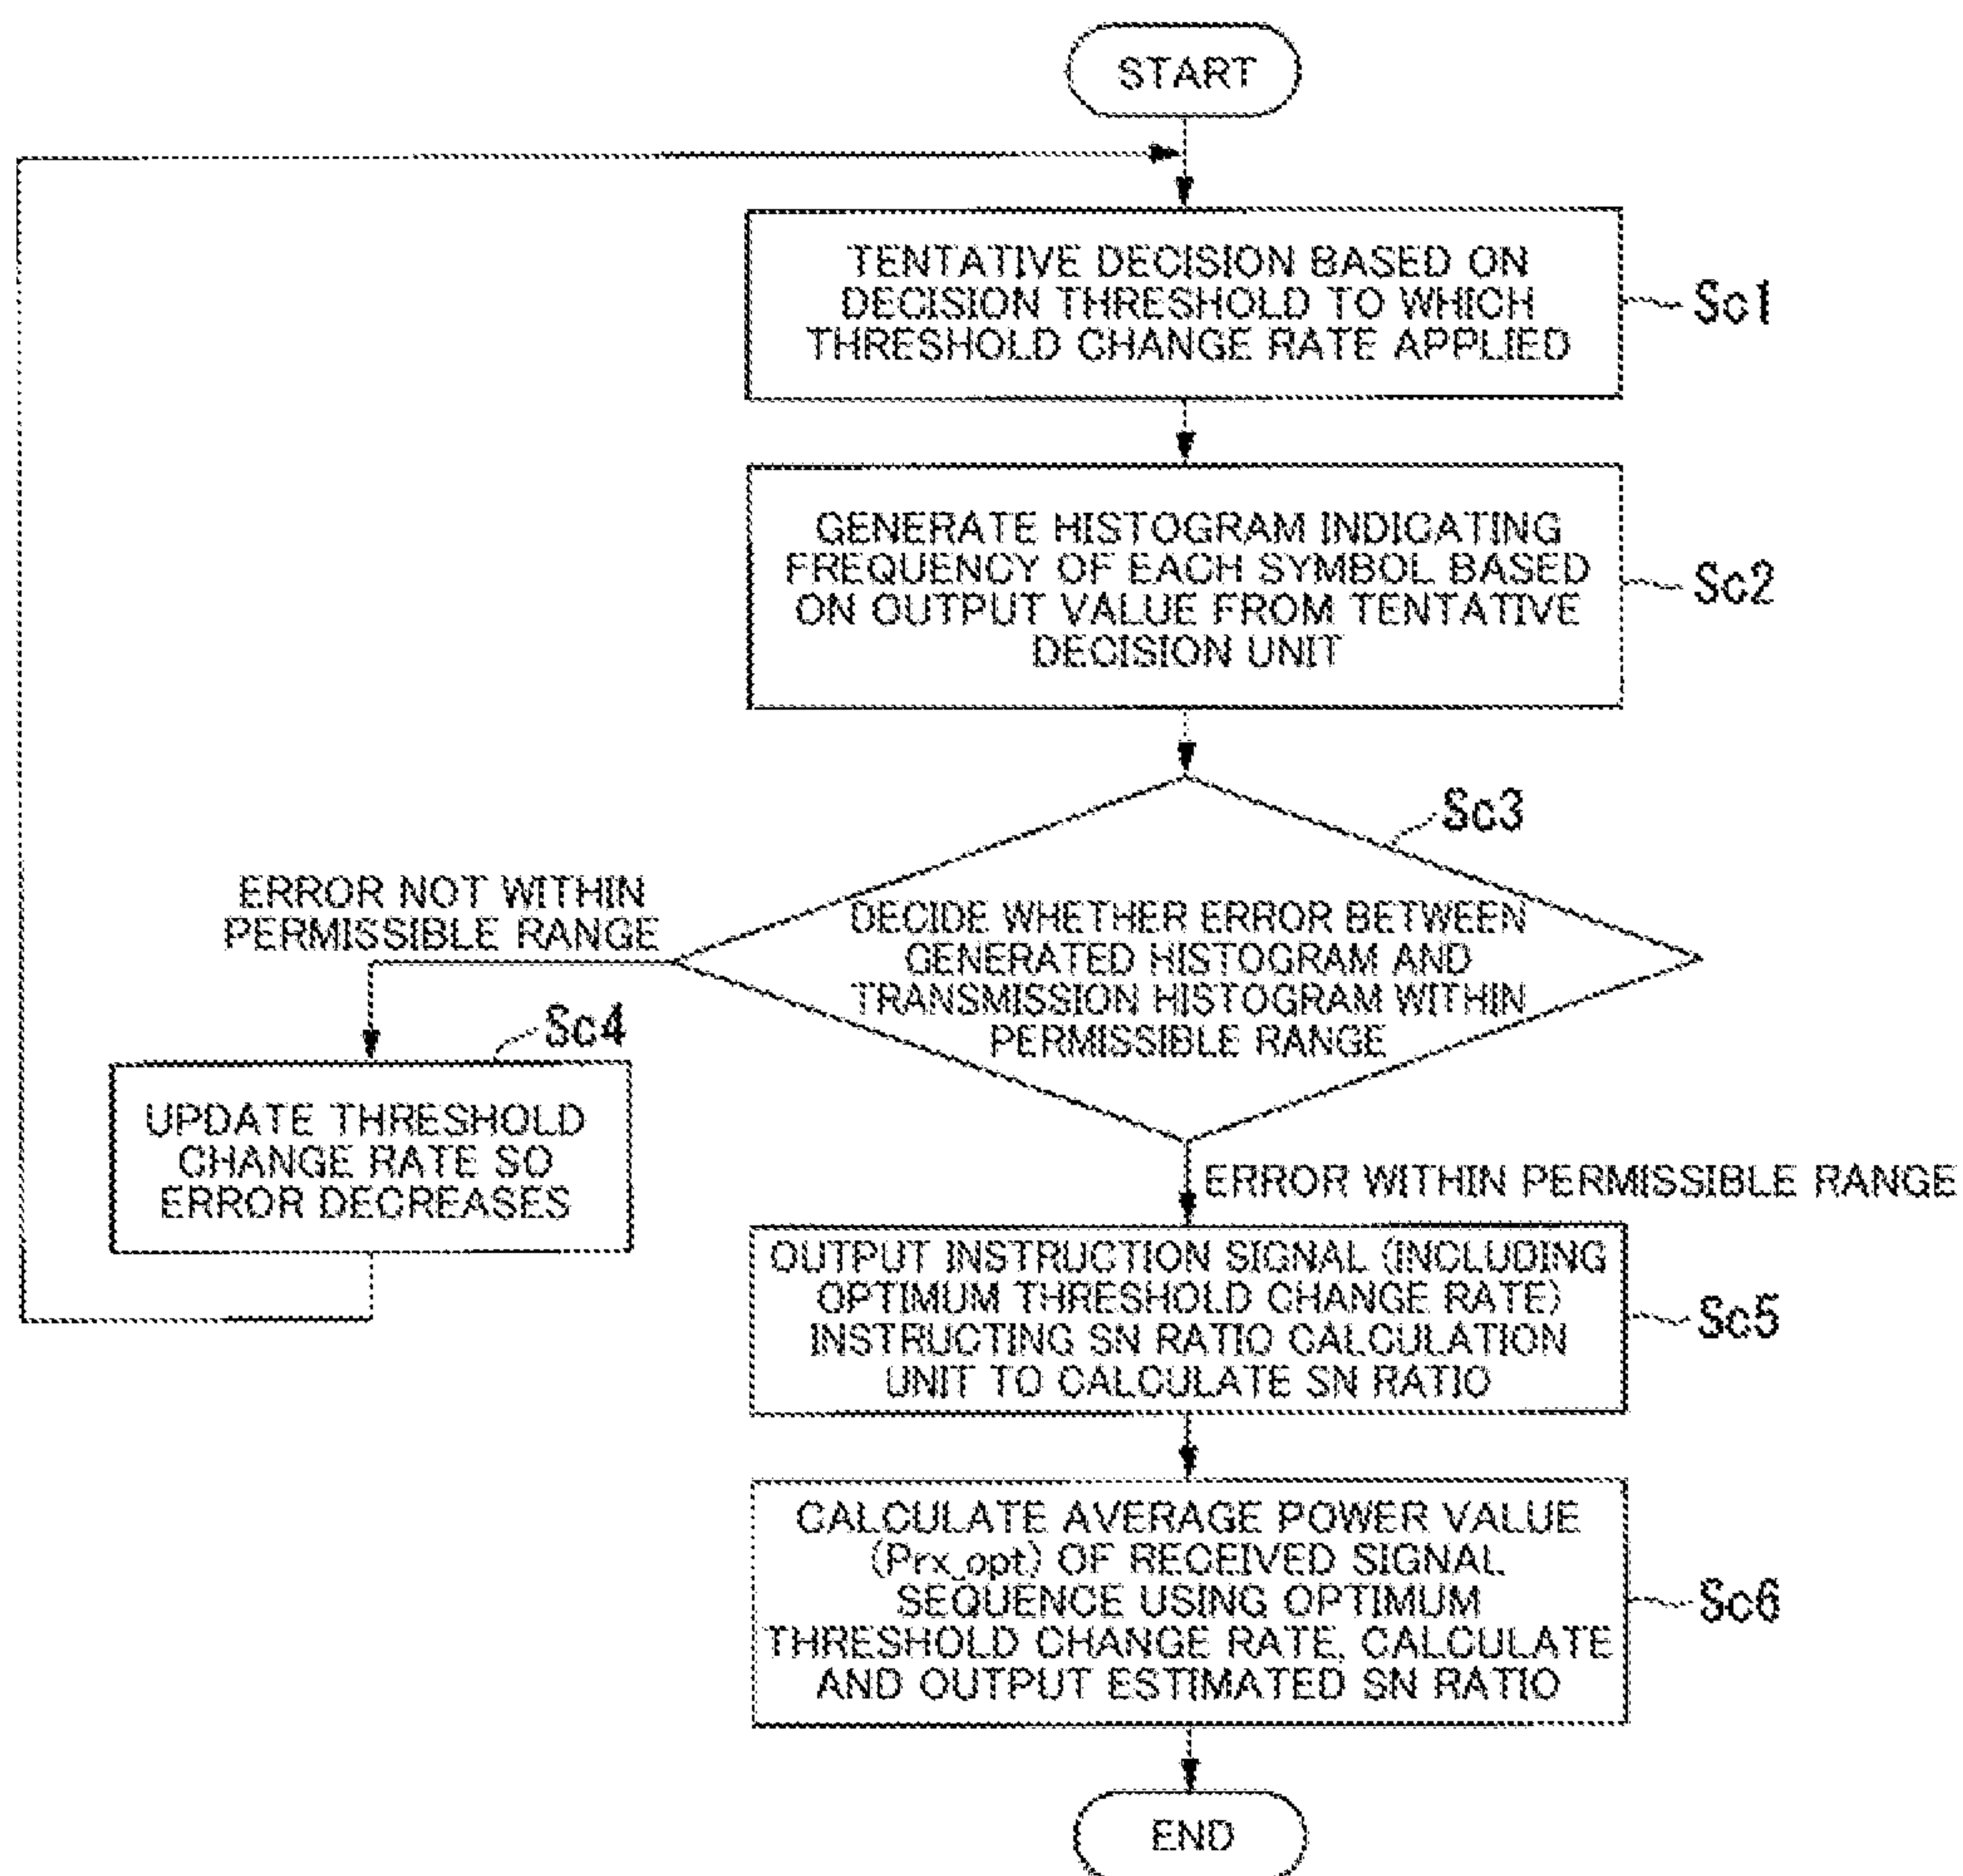 START
TENTATIVE DECISION BASED ON
DECISION THRESHOLD TO WHICH
THRESHOLD CHANGE RATE APPLIED
Sc1
GENERATE HISTOGRAM INDICATING
FREQUENCY OF EACH SYMBOL BASED
ON OUTPUT VALUE FROM TENTATIVE
DECISION UNIT
Sc2
Sc3
DECIDE WHETHER ERROR BETWEEN
GENERATED HISTOGRAM AND
TRANSMISSION HISTOGRAM WITHIN
PERMISSIBLE RANGE
ERROR NOT WITHIN
PERMISSIBLE RANGE
Sc4
UPDATE THRESHOLD
CHANGE RATE SO
ERROR DECREASES
ERROR WITHIN PERMISSIBLE RANGE
OUTPUT INSTRUCTION SIGNAL (INCLUDING
OPTIMUM THRESHOLD CHANGE RATE)
INSTRUCTING SN RATIO CALCULATION
UNIT TO CALCULATE SN RATIO
Sc5
CALCULATE AVERAGE POWER VALUE
(Prx_opt) OF RECEIVED SIGNAL
SEQUENCE USING OPTIMUM
THRESHOLD CHANGE RATE, CALCULATE
AND OUTPUT ESTIMATED SN RATIO
Sc6
END